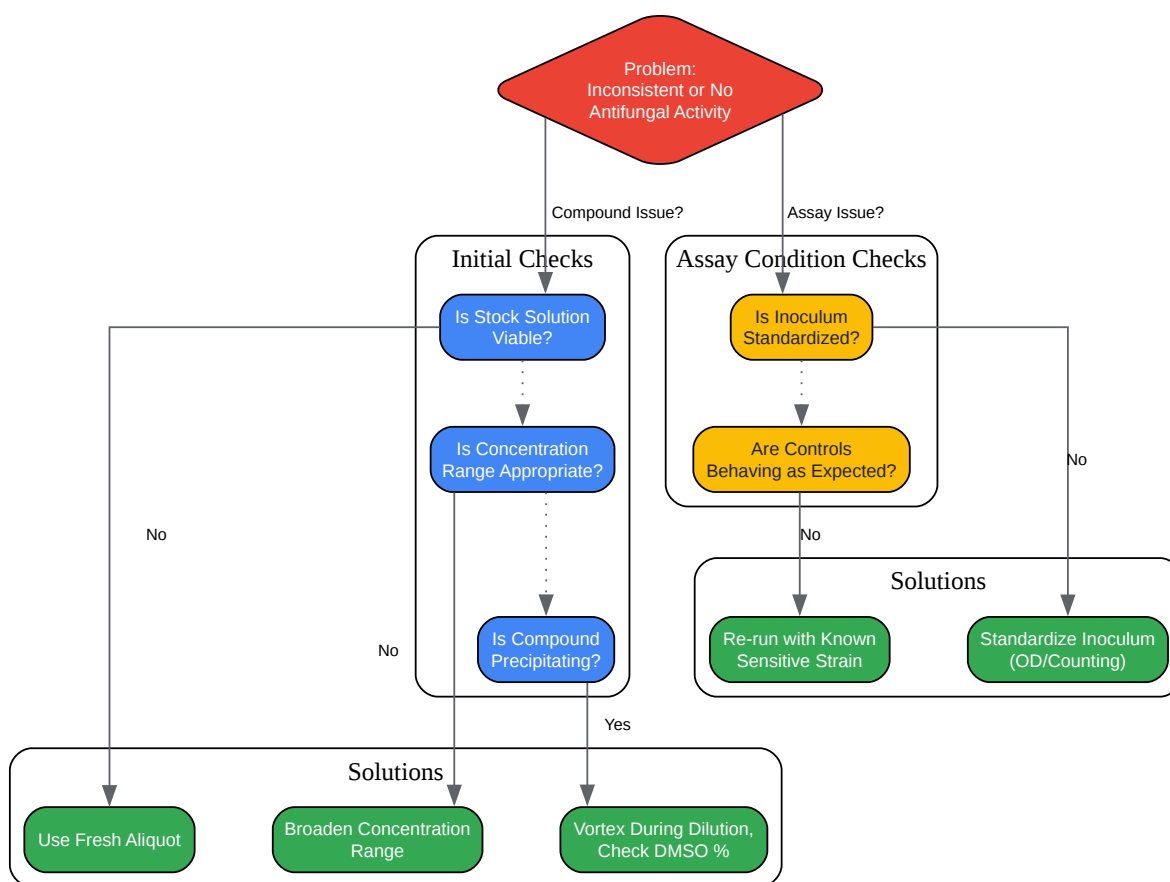 Problem:
Inconsistent or No
Antifungal Activity
Compound Issue?
Assay Issue?
Initial Checks
Assay Condition Checks
Is Stock Solution
Viable?
Is Inoculum
Standardized?
Is Concentration
Range Appropriate?
Are Controls
Behaving as Expected?
No
No
No
Solutions
Is Compound
Precipitating?
Re-run with Known
Sensitive Strain
Standardize Inoculum
(OD/Counting)
No
Yes
Solutions
Use Fresh Aliquot
Broaden Concentration
Range
Vortex During Dilution,
Check DMSO %